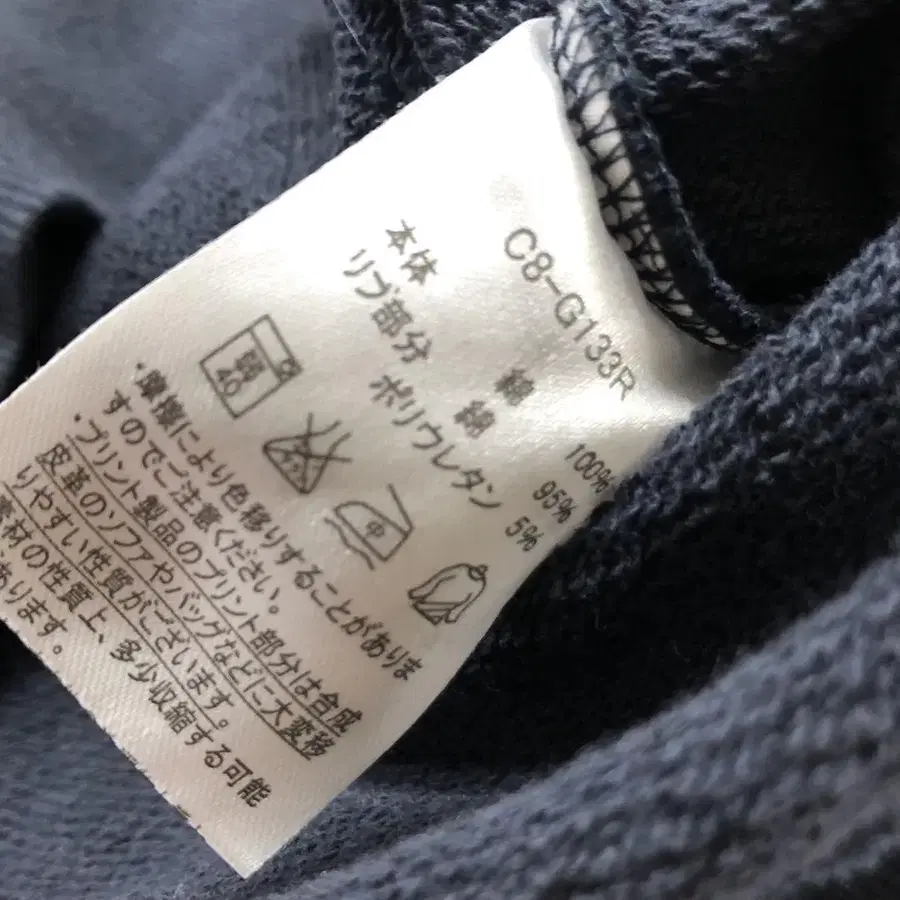 C8-G133R
本体 綿 100%
リブ部分 綿 95%
ポリウレタン 5%
弱
40
中
・環境により色移りすることがありま
すのでご注意ください。
・プリント製品のプリント部分は合成
皮革のソファやバッグなどに大変移
りやすい性質がございます。
素材の性質上、多少収縮する可能
あります。